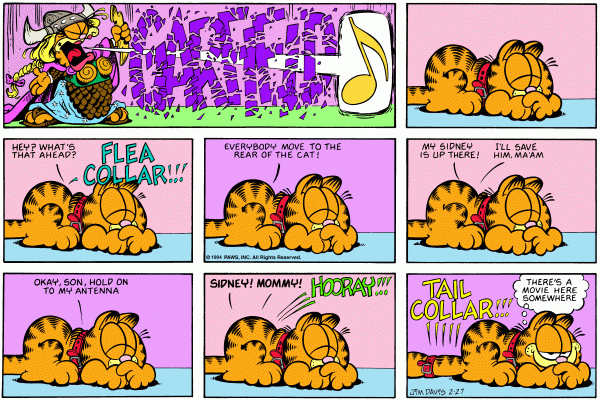 GARFIELD
HEY? WHAT'S
THAT AHEAD?
FLEA
COLLAR!!!
EVERYBODY MOVE TO THE
REAR OF THE CAT!
© 1994 PAWS, INC. All Rights Reserved.
MY SIDNEY
IS UP THERE!
I'LL SAVE
HIM, MA'AM
OKAY, SON, HOLD ON
TO MY ANTENNA
SIDNEY! MOMMY!
HOORAY!!!
TAIL
COLLAR!!!
THERE'S A
MOVIE HERE
SOMEWHERE
JIM DAVIS 2-27